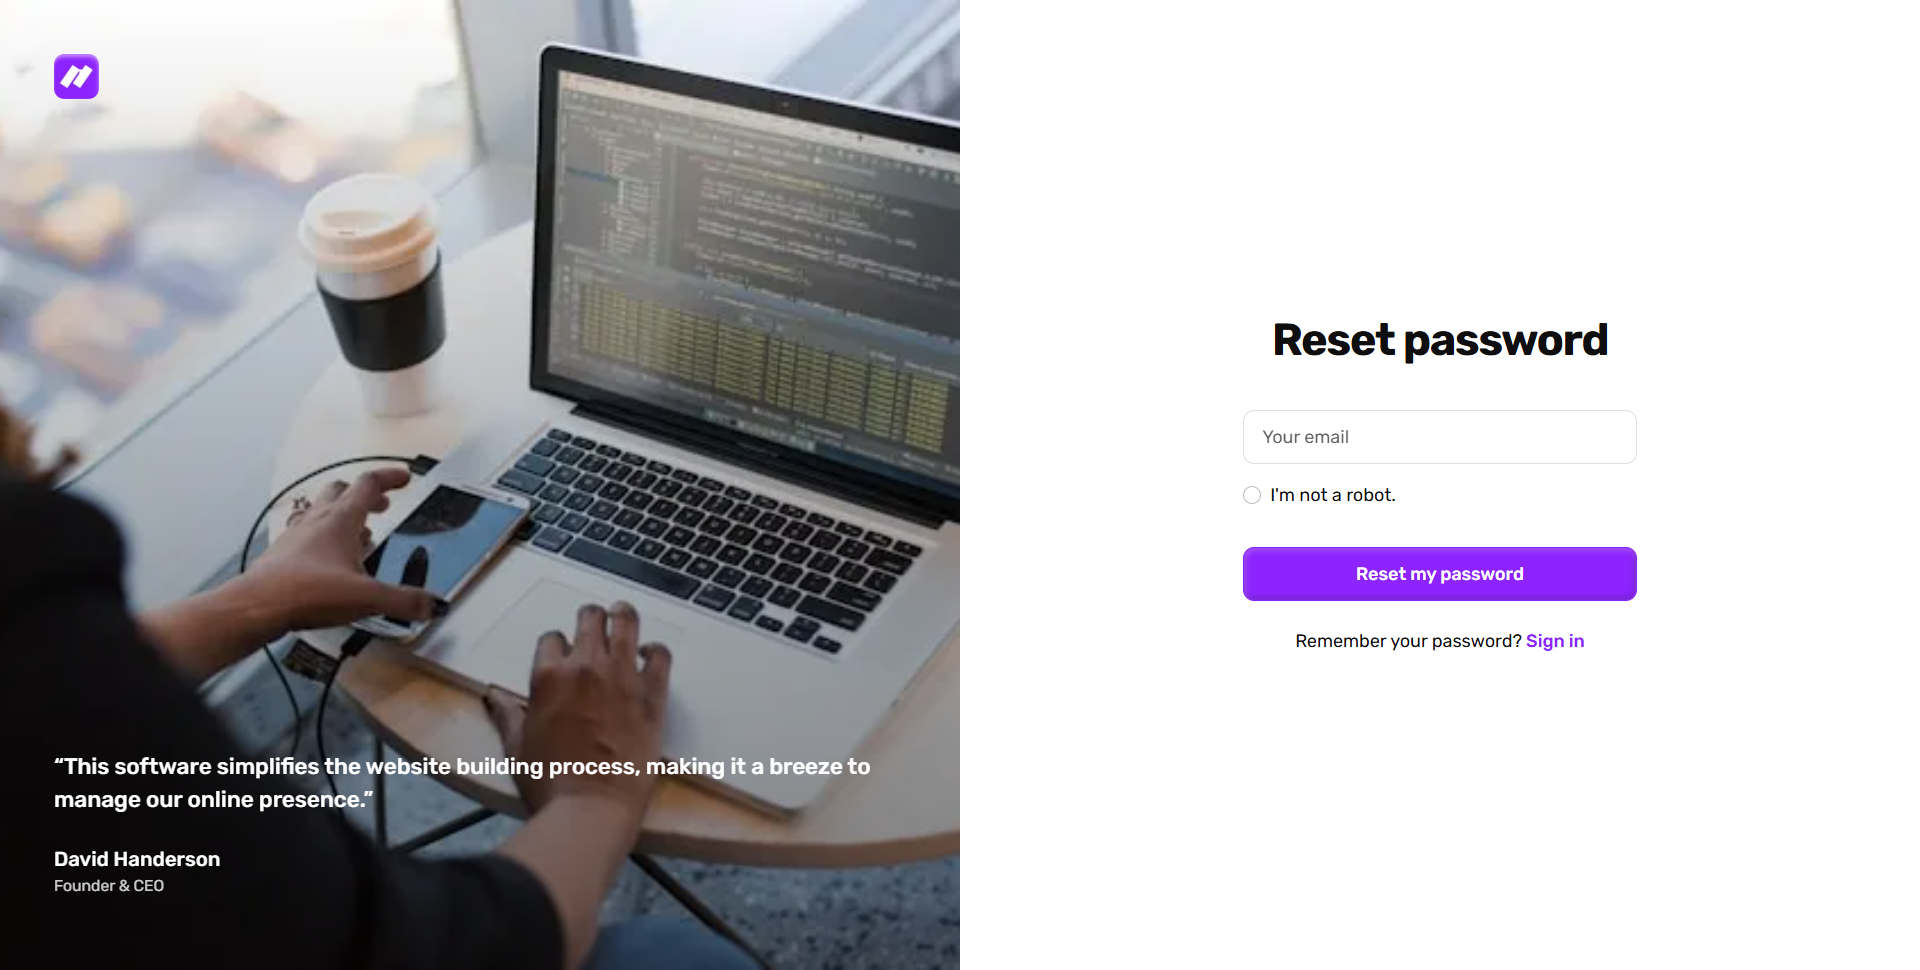 “This software simplifies the website building process, making it a breeze to
manage our online presence.”
David Handerson
Founder & CEO
Reset password
Your email
I'm not a robot.
Reset my password
Remember your password? Sign in